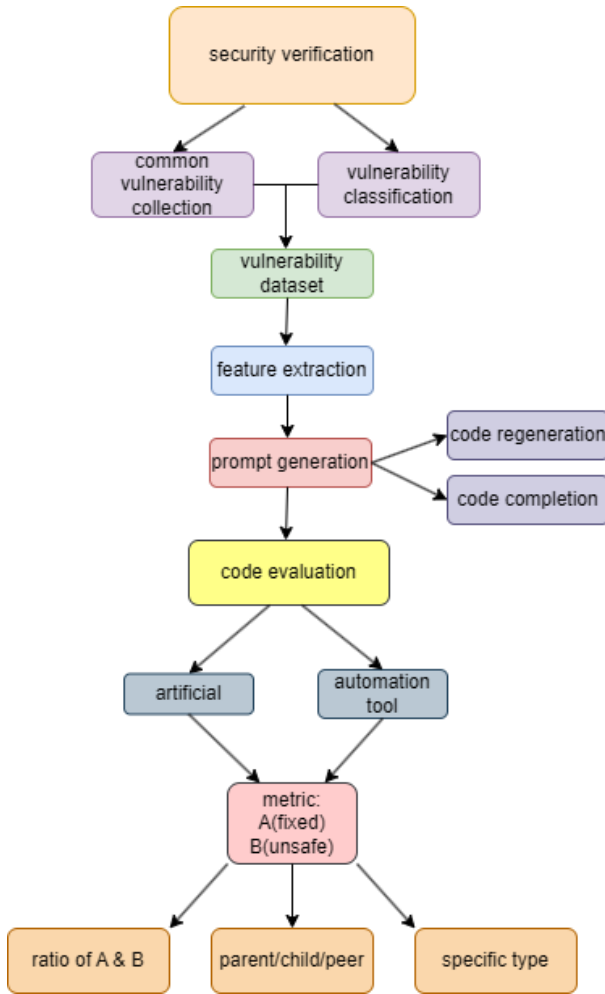 security verification
common
vulnerability
collection
vulnerability
classification
vulnerability
dataset
feature extraction
prompt generation
code regeneration
code completion
code evaluation
artificial
automation
tool
metric:
A(fixed)
B(unsafe)
ratio of A & B
parent/child/peer
specific type